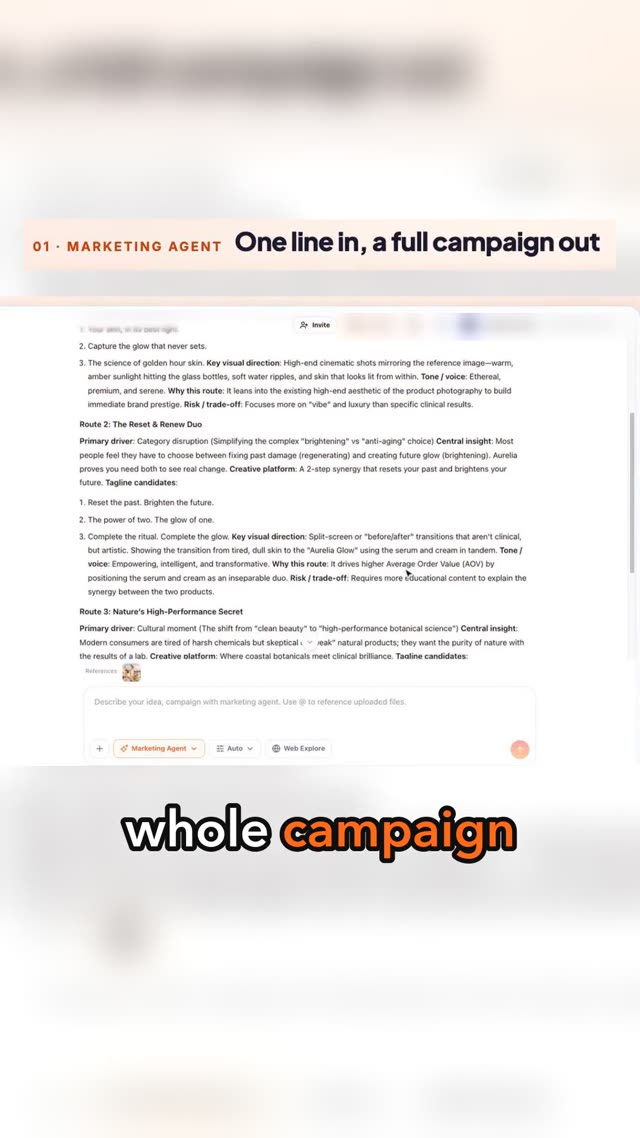 01 · MARKETING AGENT One line in, a full campaign out
Invite
2. Capture the glow that never sets.
3. The science of golden hour skin. Key visual direction: High-end cinematic shots mirroring the reference image—warm,
amber sunlight hitting the glass bottles, soft water ripples, and skin that looks lit from within. Tone / voice: Ethereal,
premium, and serene. Why this route: It leans into the existing high-end aesthetic of the product photography to build
immediate brand prestige. Risk / trade-off: Focuses more on "vibe" and luxury than specific clinical results.
Route 2: The Reset & Renew Duo
Primary driver: Category disruption (Simplifying the complex "brightening" vs "anti-aging" choice) Central insight: Most
people feel they have to choose between fixing past damage (regenerating) and creating future glow (brightening). Aurelia
proves you need both to see real change. Creative platform: A 2-step synergy that resets your past and brightens your
future. Tagline candidates:
1. Reset the past. Brighten the future.
2. The power of two. The glow of one.
3. Complete the ritual. Complete the glow. Key visual direction: Split-screen or "before/after" transitions that aren't clinical,
but artistic. Showing the transition from tired, dull skin to the "Aurelia Glow" using the serum and cream in tandem. Tone /
voice: Empowering, intelligent, and transformative. Why this route: It drives higher Average Order Value (AOV) by
positioning the serum and cream as an inseparable duo. Risk / trade-off: Requires more educational content to explain the
synergy between the two products.
Route 3: Nature's High-Performance Secret
Primary driver: Cultural moment (The shift from "clean beauty" to "high-performance botanical science") Central insight:
Modern consumers are tired of harsh chemicals but skeptical eak" natural products; they want the purity of nature with
the results of a lab. Creative platform: Where coastal botanicals meet clinical brilliance. Tagline candidates:
References
Describe your idea, campaign with marketing agent. Use @ to reference uploaded files.
Marketing Agent Auto Web Explore
whole campaign